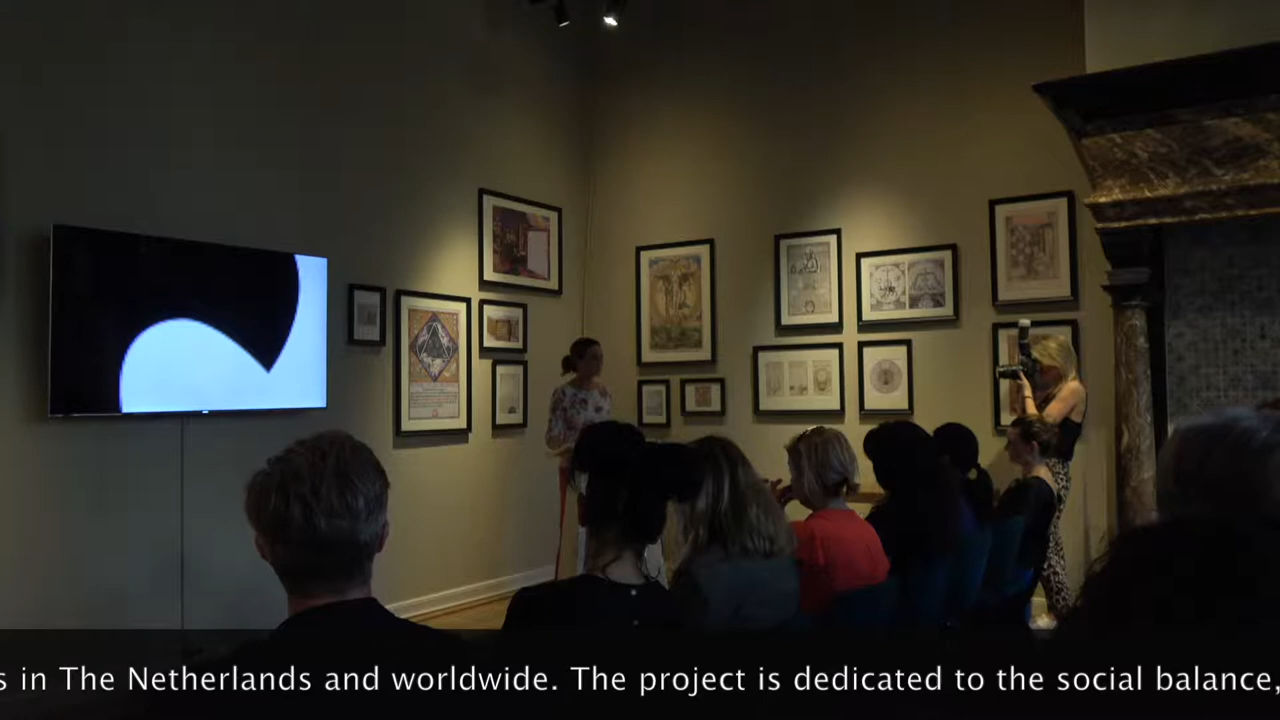 s in The Netherlands and worldwide. The project is dedicated to the social balance,